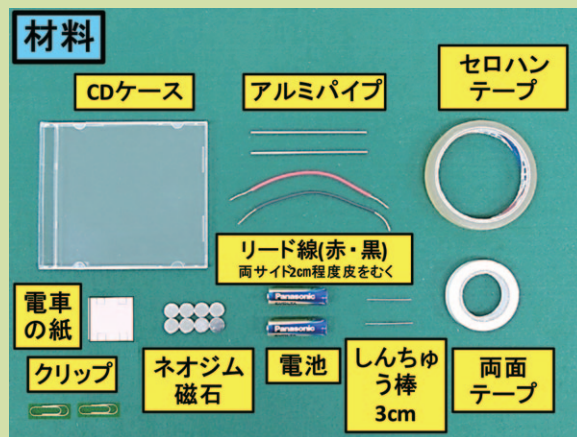 材料
CDケース
アルミパイプ
セロハン
テープ
リード線(赤・黒)
両サイド2cm程度皮をむく
電車
の紙
Panasonic
Panasonic
クリップ
ネオジム
磁石
電池
しんちゅ
う棒
3cm
両面
テープ